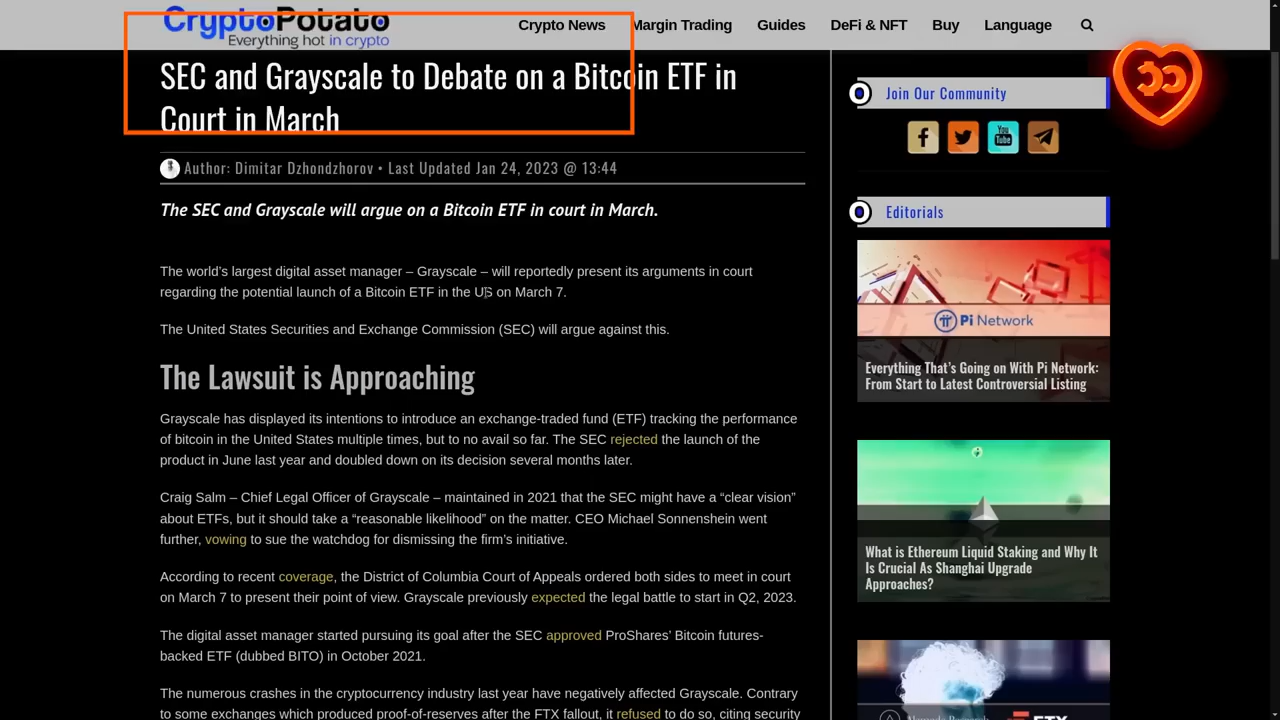 CryptoPotato
Everything hot in crypto
Crypto News
Margin Trading
Guides
DeFi & NFT
Buy
Language
SEC and Grayscale to Debate on a Bitcoin ETF in
Court in March
Author: Dimitar Dzhondzhorov • Last Updated Jan 24, 2023 @ 13:44
The SEC and Grayscale will argue on a Bitcoin ETF in court in March.
The world’s largest digital asset manager – Grayscale – will reportedly present its arguments in court
regarding the potential launch of a Bitcoin ETF in the US on March 7.
The United States Securities and Exchange Commission (SEC) will argue against this.
The Lawsuit is Approaching
Grayscale has displayed its intentions to introduce an exchange-traded fund (ETF) tracking the performance
of bitcoin in the United States multiple times, but to no avail so far. The SEC rejected the launch of the
product in June last year and doubled down on its decision several months later.
Craig Salm – Chief Legal Officer of Grayscale – maintained in 2021 that the SEC might have a “clear vision”
about ETFs, but it should take a “reasonable likelihood” on the matter. CEO Michael Sonnenshein went
further, vowing to sue the watchdog for dismissing the firm’s initiative.
According to recent coverage, the District of Columbia Court of Appeals ordered both sides to meet in court
on March 7 to present their point of view. Grayscale previously expected the legal battle to start in Q2, 2023.
The digital asset manager started pursuing its goal after the SEC approved ProShares’ Bitcoin futures-
backed ETF (dubbed BITO) in October 2021.
The numerous crashes in the cryptocurrency industry last year have negatively affected Grayscale. Contrary
to some exchanges which produced proof-of-reserves after the FTX fallout, it refused to do so, citing security
Join Our Community
You
Tube
Editorials
Pi Network
Everything That’s Going on With Pi Network:
From Start to Latest Controversial Listing
What is Ethereum Liquid Staking and Why It
Is Crucial As Shanghai Upgrade
Approaches?
FTX